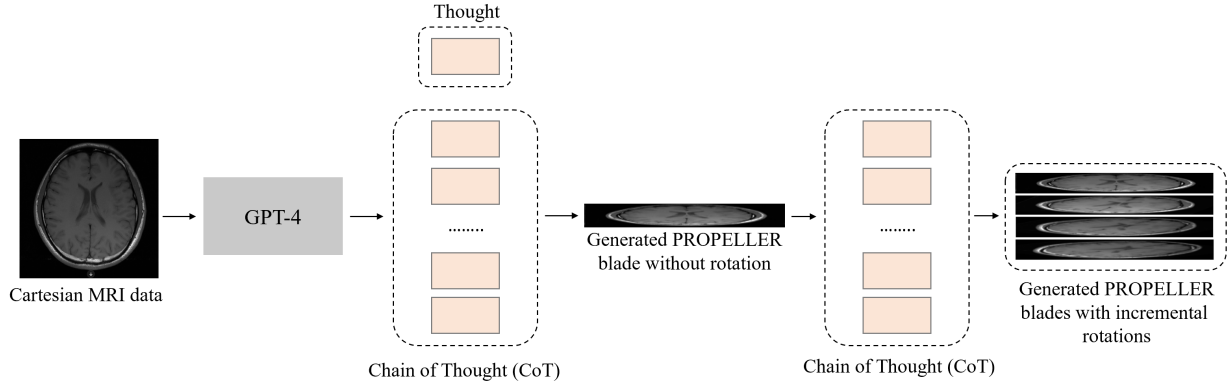 Thought
GPT-4
........
........
Generated PROPELLER
blade without rotation
Cartesian MRI data
Generated PROPELLER
blades with incremental
rotations
Chain of Thought (CoT)
Chain of Thought (CoT)